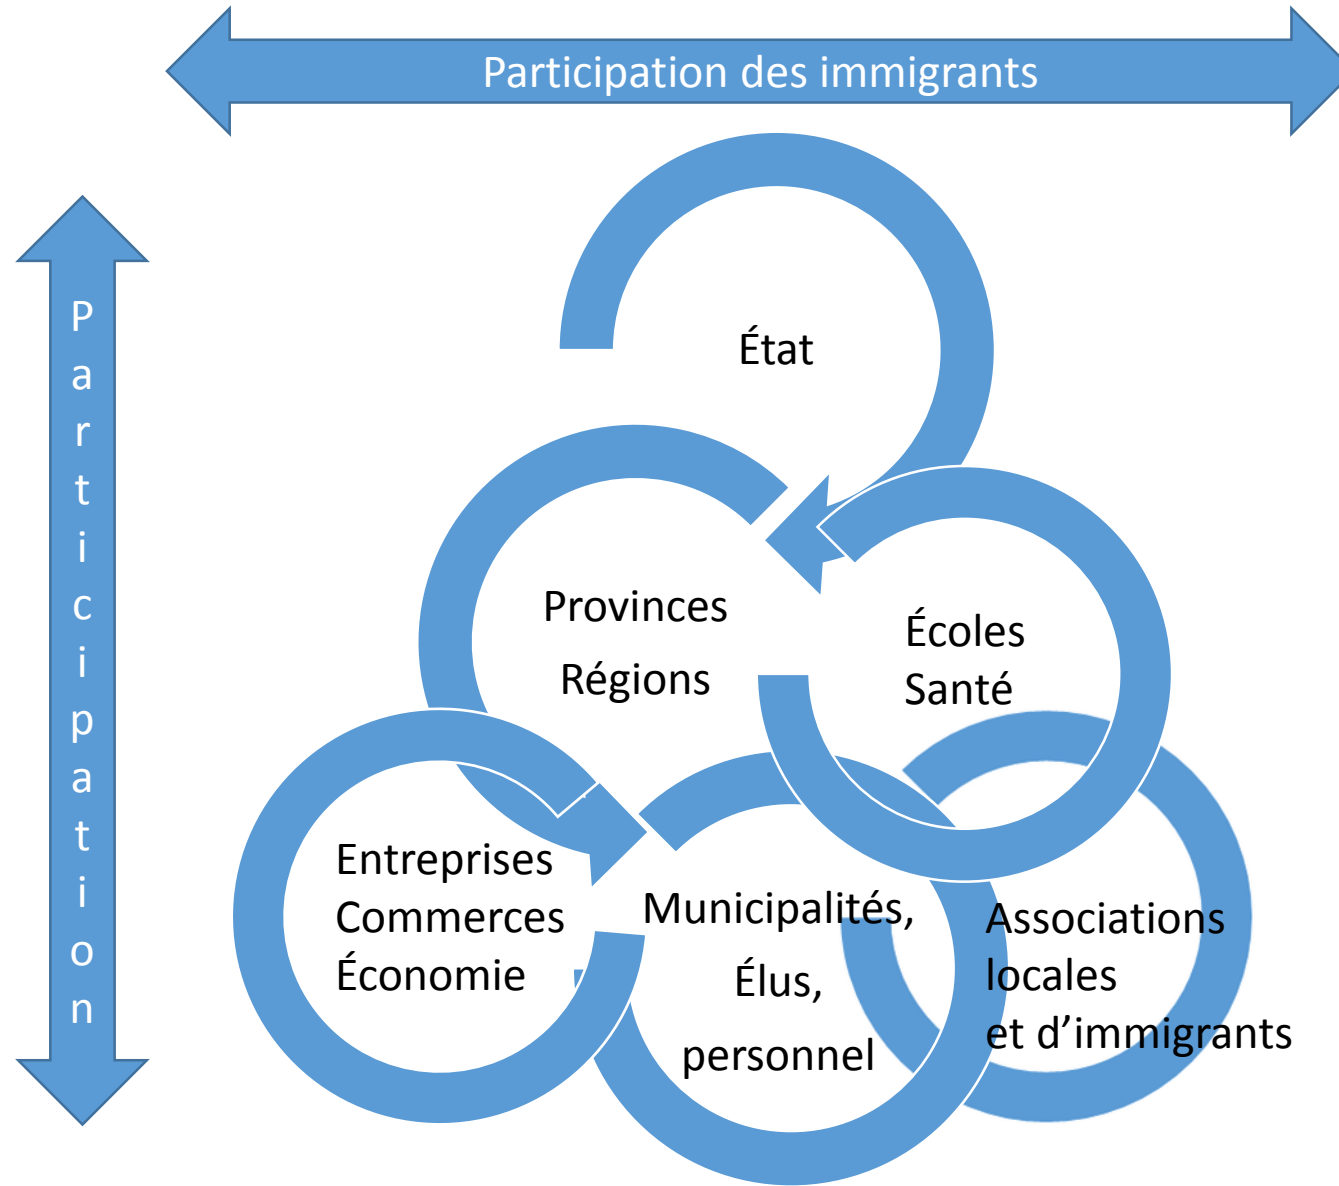 Participation des immigrants
Participation
État
Provinces
Régions
Écoles
Santé
Entreprises
Commerces
Économie
Municipalités,
Élus,
personnel
Associations
locales
et d’immigrants